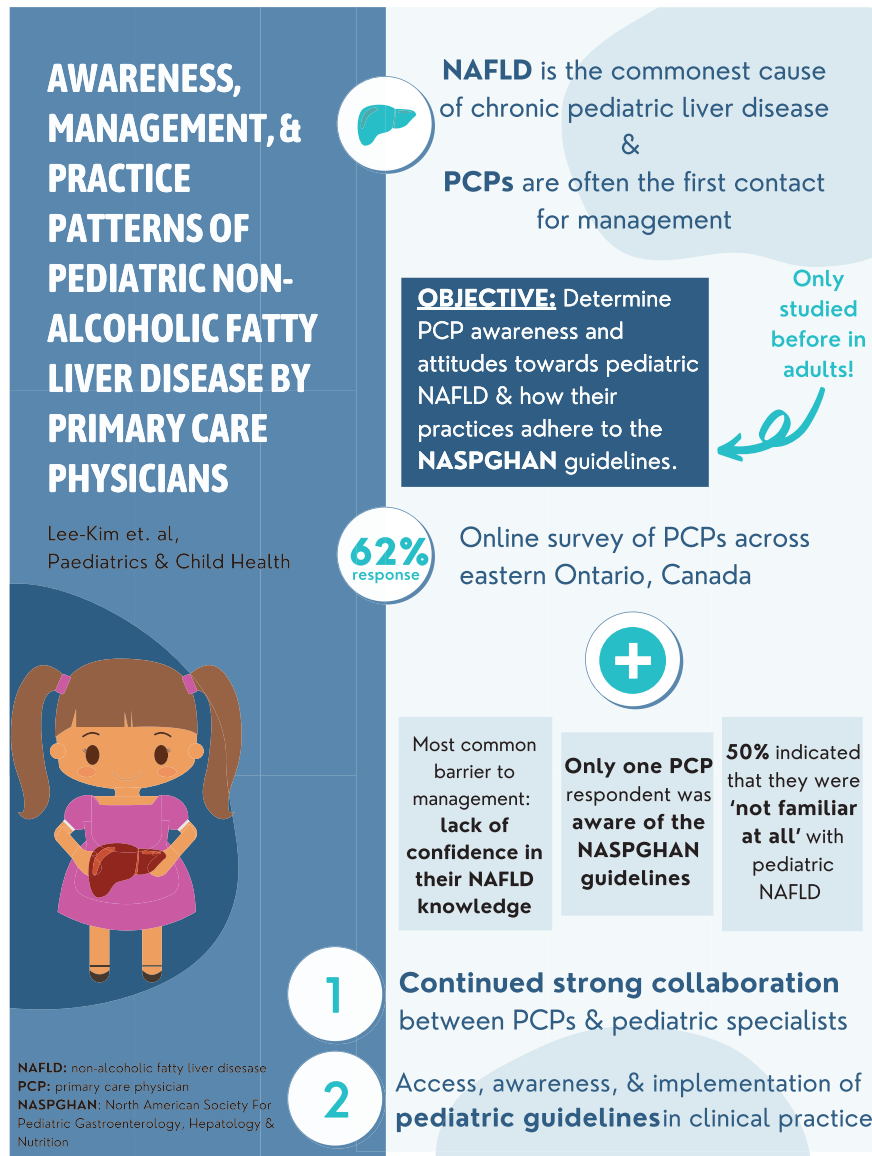 AWARENESS,
MANAGEMENT, &
PRACTICE
PATTERNS OF
PEDIATRIC NON-
ALCOHOLIC FATTY
LIVER DISEASE BY
PRIMARY CARE
PHYSICIANS
Lee-Kim et. al,
Paediatrics & Child Health
NAFLD is the commonest cause
of chronic pediatric liver disease
&
PCPs are often the first contact
for management
OBJECTIVE: Determine
PCP awareness and
attitudes towards pediatric
NAFLD & how their
practices adhere to the
NASPGHAN guidelines.
Only
studied
before in
adults!
62%
response
Online survey of PCPs across
eastern Ontario, Canada
Most common
barrier to
management:
lack of
confidence in
their NAFLD
knowledge
Only one PCP
respondent was
aware of the
NASPGHAN
guidelines
50% indicated
that they were
‘not familiar
at all’ with
pediatric
NAFLD
1
Continued strong collaboration
between PCPs & pediatric specialists
2
Access, awareness, & implementation of
pediatric guidelines in clinical practice
NAFLD: non-alcoholic fatty liver disesase
PCP: primary care physician
NASPGHAN: North American Society For
Pediatric Gastroenterology, Hepatology &
Nutrition